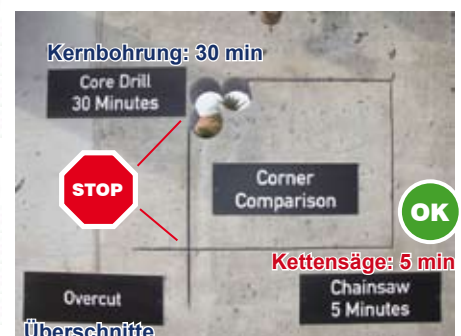 Kernbohrung: 30 min
Core Drill
30 Minutes
STOP
Corner
Comparison
OK
Kettensäge: 5 min
Overcut
Chainsaw
5 Minutes
Überschnitte